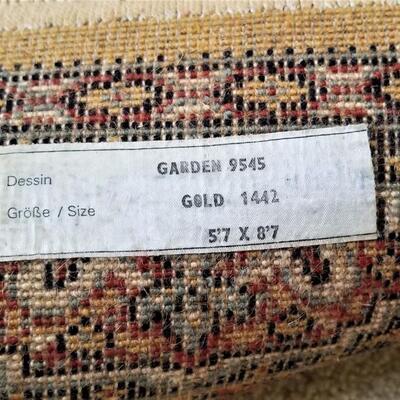 Dessin GARDEN 9545
Größe / Size GOLD 1442
5'7 X 8'7